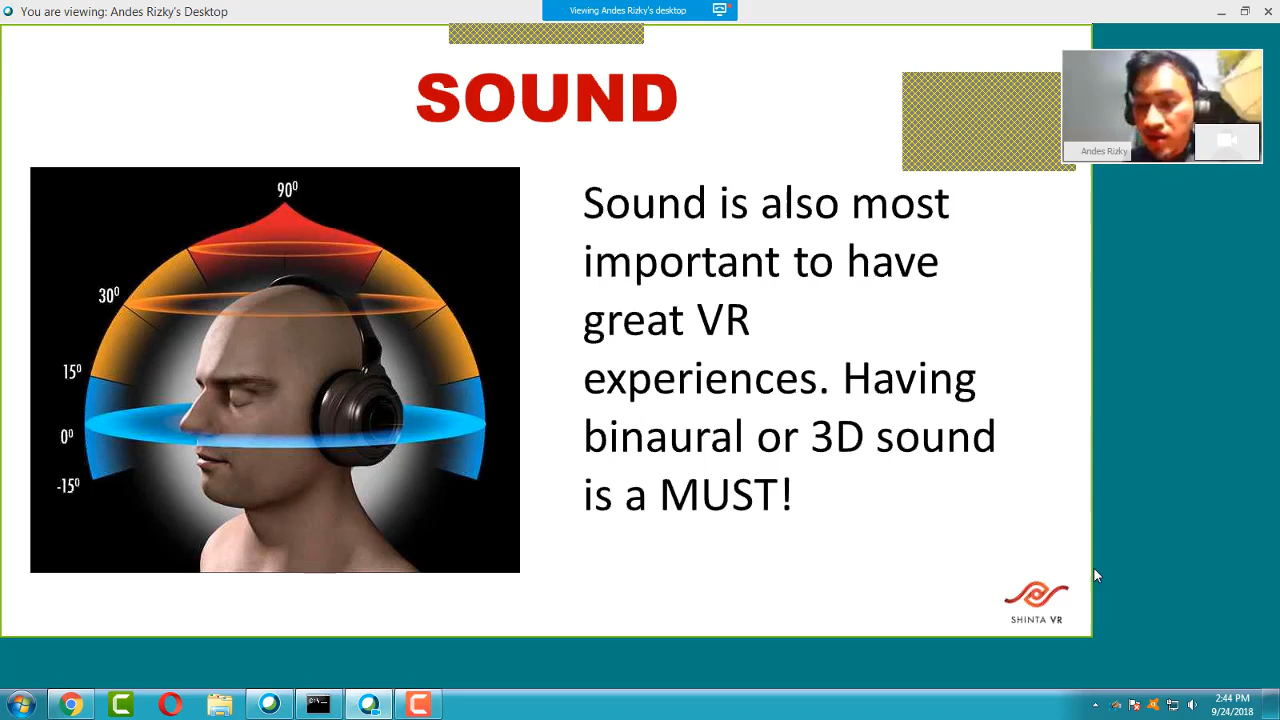 You are viewing: Andes Rizky's Desktop
Viewing Andes Rizky's desktop
SOUND
Andes Rizky
90⁰
30⁰
15⁰
0⁰
-15⁰
Sound is also most
important to have
great VR
experiences. Having
binaural or 3D sound
is a MUST!
SHINTA VR
2:44 PM
9/24/2018